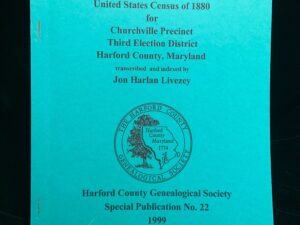 United States Census of 1880
for
Churchville Precinct
Third Election District
Harford County, Maryland
transcribed and indexed by
Jon Harlan Livezey
THE HARFORD COUNTY
GENEALOGICAL SOCIETY
Harford
County
Maryland
1774
Harford County Genealogical Society
Special Publication No. 22
1999